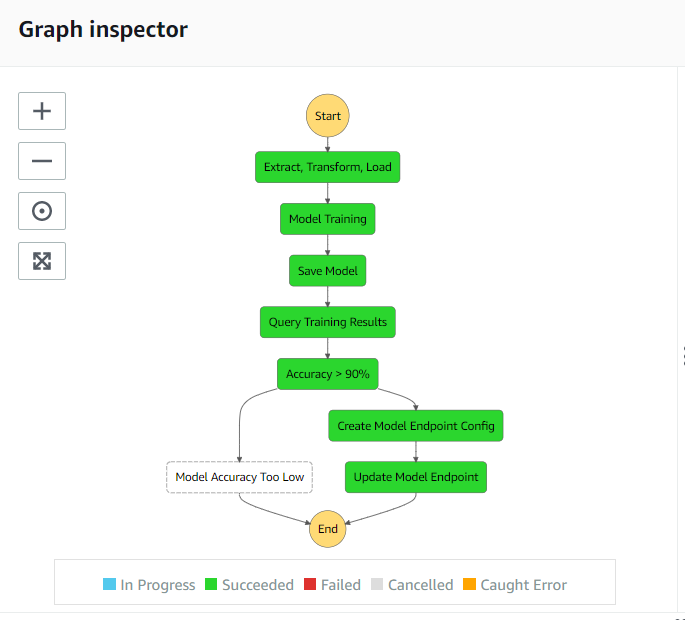 Graph inspector
Start
Extract, Transform, Load
Model Training
Save Model
Query Training Results
Accuracy > 90%
Create Model Endpoint Config
Model Accuracy Too Low
Update Model Endpoint
End
In Progress
Succeeded
Failed
Cancelled
Caught Error